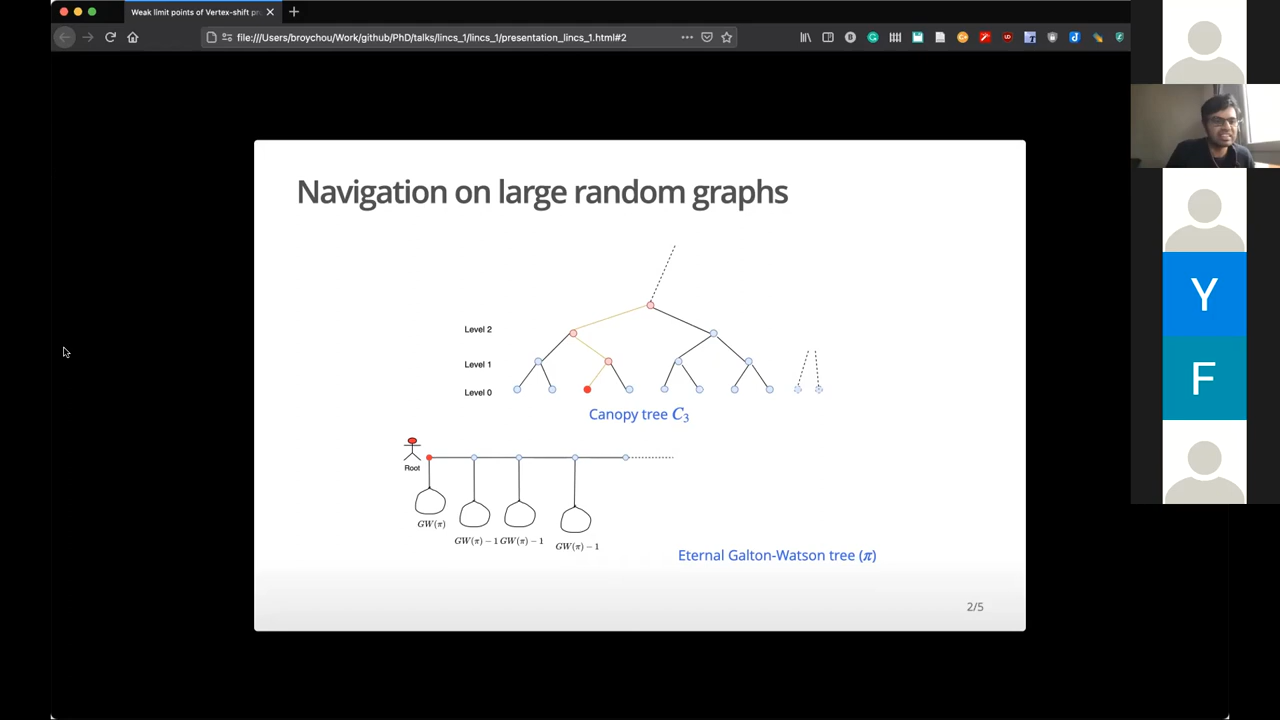 Weak limit points of Vertex-shift pr
file:///Users/broychou/Work/github/PhD/talks/lincs_1/lincs_1/presentation_lincs_1.html#2
Navigation on large random graphs
Level 2
Level 1
Level 0
Canopy tree C₃
Root
GW(π)
GW(π) − 1 GW(π) − 1
GW(π) − 1
Eternal Galton-Watson tree (π)
2/5
Y
F